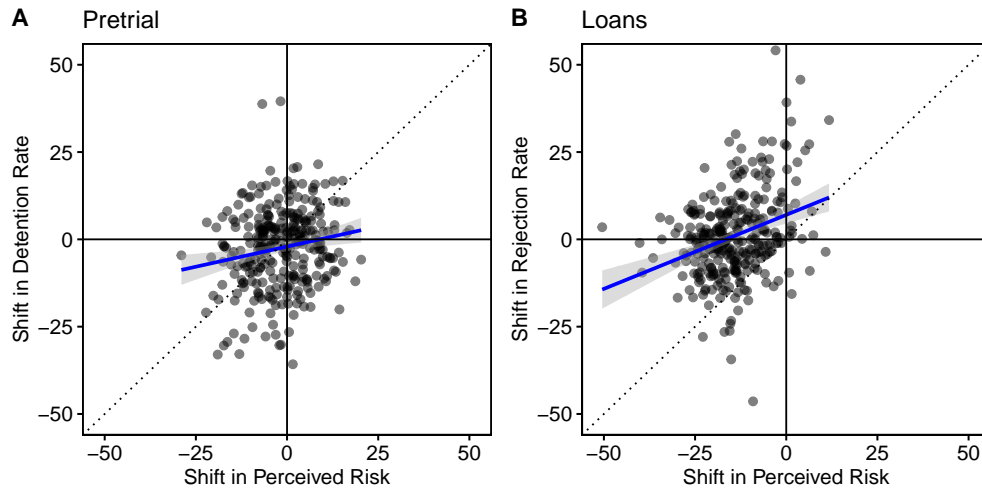 A Pretrial
B Loans
50
25
0
−25
−50
−50 −25 0 25 50
Shift in Perceived Risk
Shift in Detention Rate
50
25
0
−25
−50
−50 −25 0 25 50
Shift in Perceived Risk
Shift in Rejection Rate